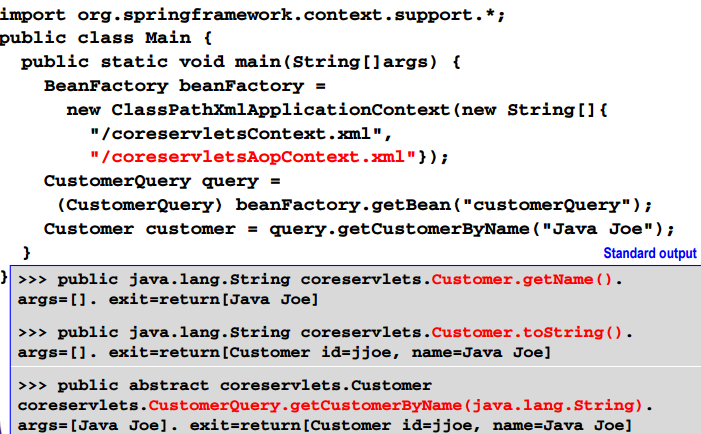 import org.springframework.context.support.*;
public class Main {
public static void main(String[]args) {
BeanFactory beanFactory =
new ClassPathXmlApplicationContext(new String[]{
"/coreservletsContext.xml",
"/coreservletsAopContext.xml"});
CustomerQuery query =
(CustomerQuery) beanFactory.getBean("customerQuery");
Customer customer = query.getCustomerByName("Java Joe");
}
Standard output
}
>>> public java.lang.String coreservlets.Customer.getName().
args=[]. exit=return[Java Joe]
>>> public java.lang.String coreservlets.Customer.toString().
args=[]. exit=return[Customer id=jjoe, name=Java Joe]
>>> public abstract coreservlets.Customer
coreservlets.CustomerQuery.getCustomerByName(java.lang.String).
args=[Java Joe]. exit=return[Customer id=jjoe, name=Java Joe]